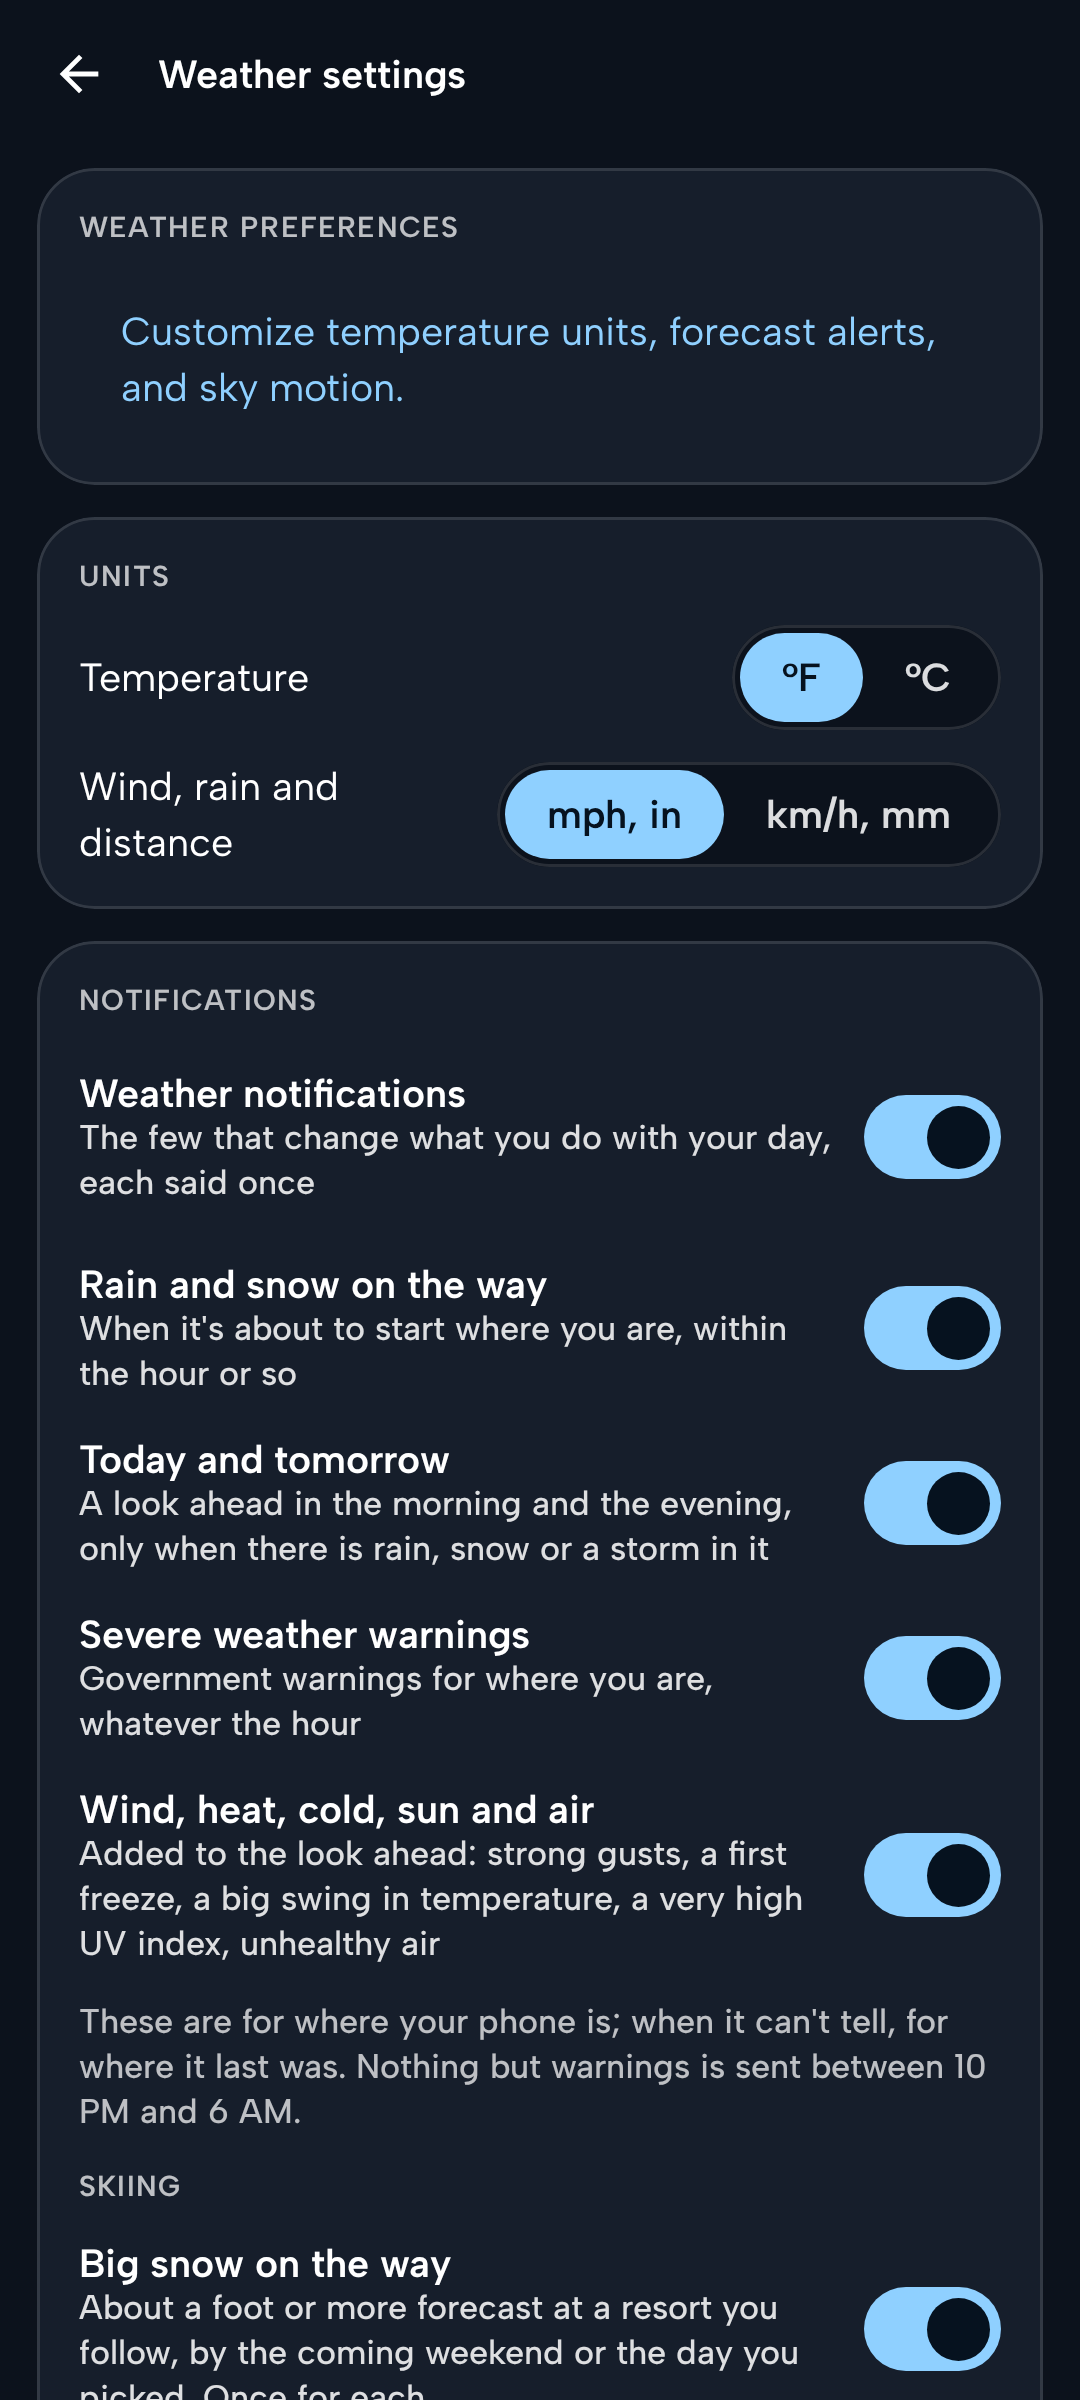 Weather settings
WEATHER PREFERENCES
Customize temperature units, forecast alerts,
and sky motion.
UNITS
Temperature
°F
°C
Wind, rain and
distance
mph, in
km/h, mm
NOTIFICATIONS
Weather notifications
The few that change what you do with your day,
each said once
Rain and snow on the way
When it's about to start where you are, within
the hour or so
Today and tomorrow
A look ahead in the morning and the evening,
only when there is rain, snow or a storm in it
Severe weather warnings
Government warnings for where you are,
whatever the hour
Wind, heat, cold, sun and air
Added to the look ahead: strong gusts, a first
freeze, a big swing in temperature, a very high
UV index, unhealthy air
These are for where your phone is; when it can't tell, for
where it last was. Nothing but warnings is sent between 10
PM and 6 AM.
SKIING
Big snow on the way
About a foot or more forecast at a resort you
follow, by the coming weekend or the day you
picked. Once for each